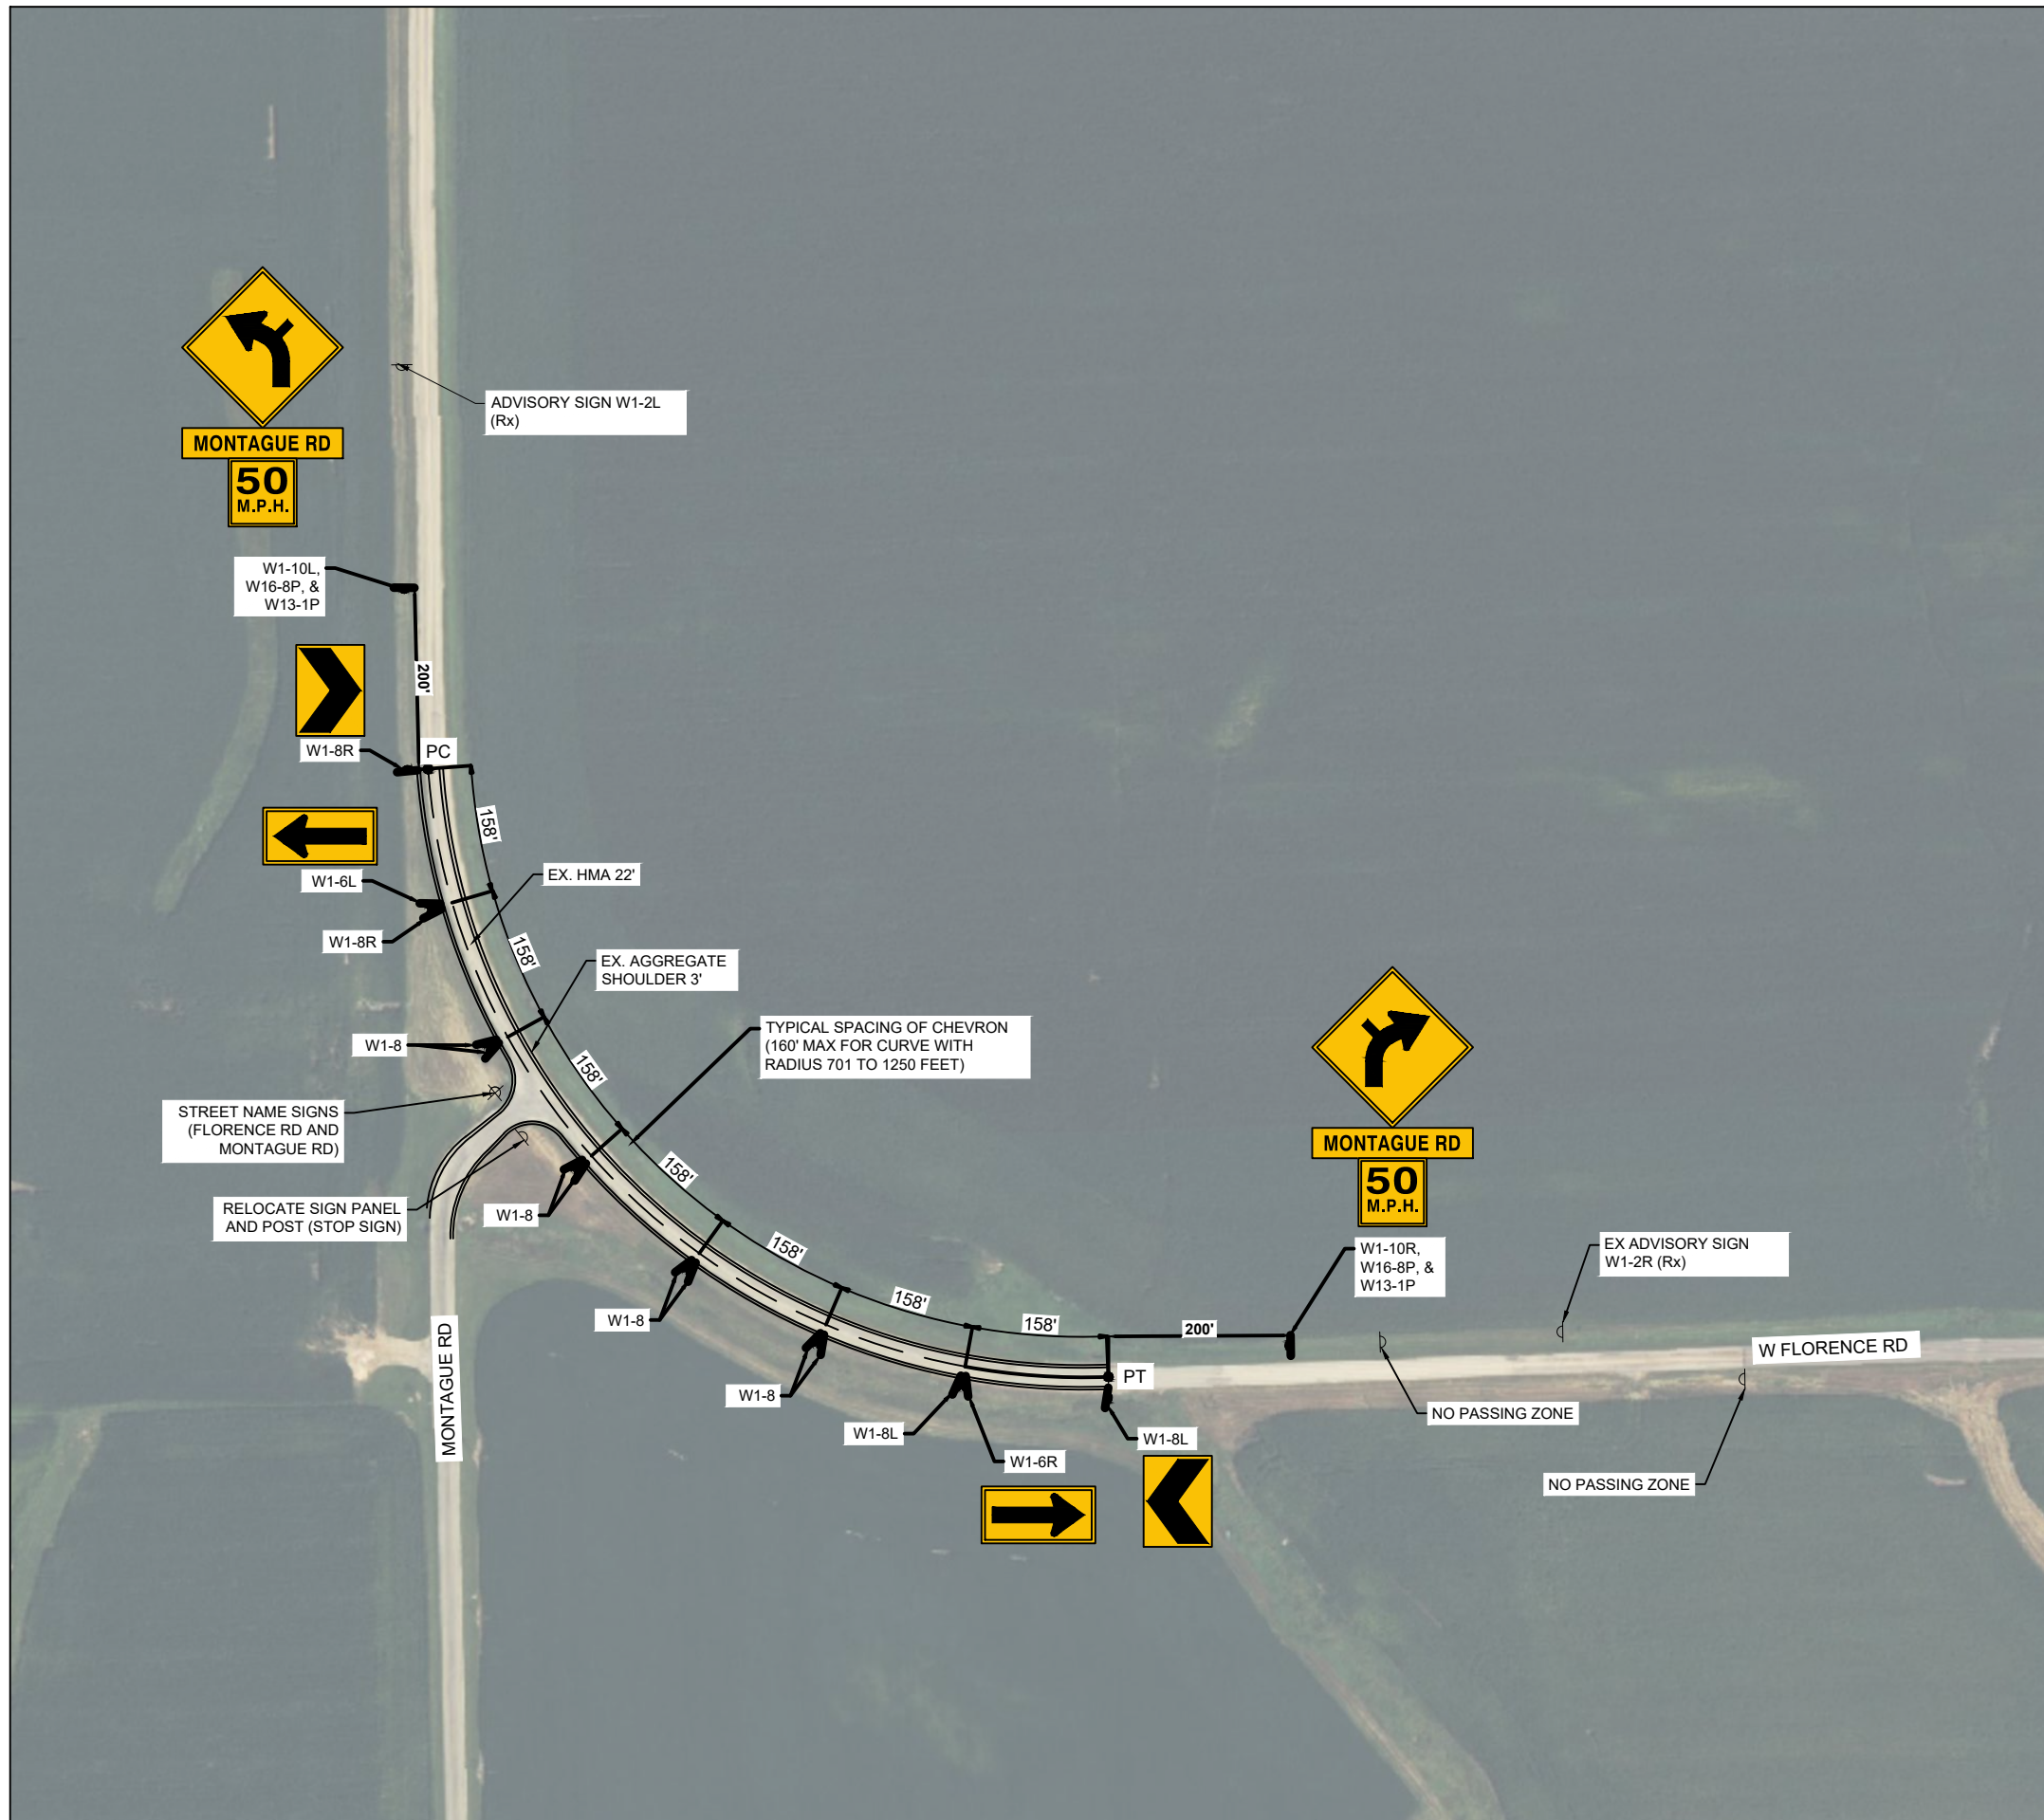 ADVISORY SIGN W1-2L
(Rx)
MONTAGUE RD
50
M.P.H.
W1-10L,
W16-8P, &
W13-1P
200'
W1-8R
PC
158'
W1-6L
EX. HMA 22'
W1-8R
158'
EX. AGGREGATE
SHOULDER 3'
W1-8
TYPICAL SPACING OF CHEVRON
(160' MAX FOR CURVE WITH
RADIUS 701 TO 1250 FEET)
158'
STREET NAME SIGNS
(FLORENCE RD AND
MONTAGUE RD)
MONTAGUE RD
50
M.P.H.
158'
RELOCATE SIGN PANEL
AND POST (STOP SIGN)
W1-8
158'
W1-10R,
W16-8P, &
W13-1P
EX ADVISORY SIGN
W1-2R (Rx)
158'
158'
200'
W1-8
W FLORENCE RD
PT
MONTAGUE RD
W1-8
NO PASSING ZONE
W1-8L
W1-8L
W1-6R
NO PASSING ZONE